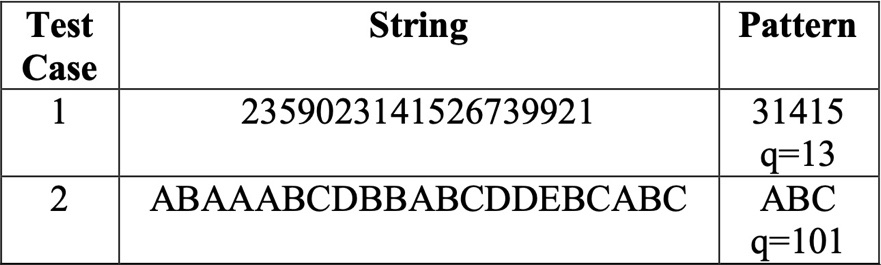 Test Case String Pattern
1 2359023141526739921 31415
q=13
2 ABAAABCDBBABCDDEBCABC ABC
q=101